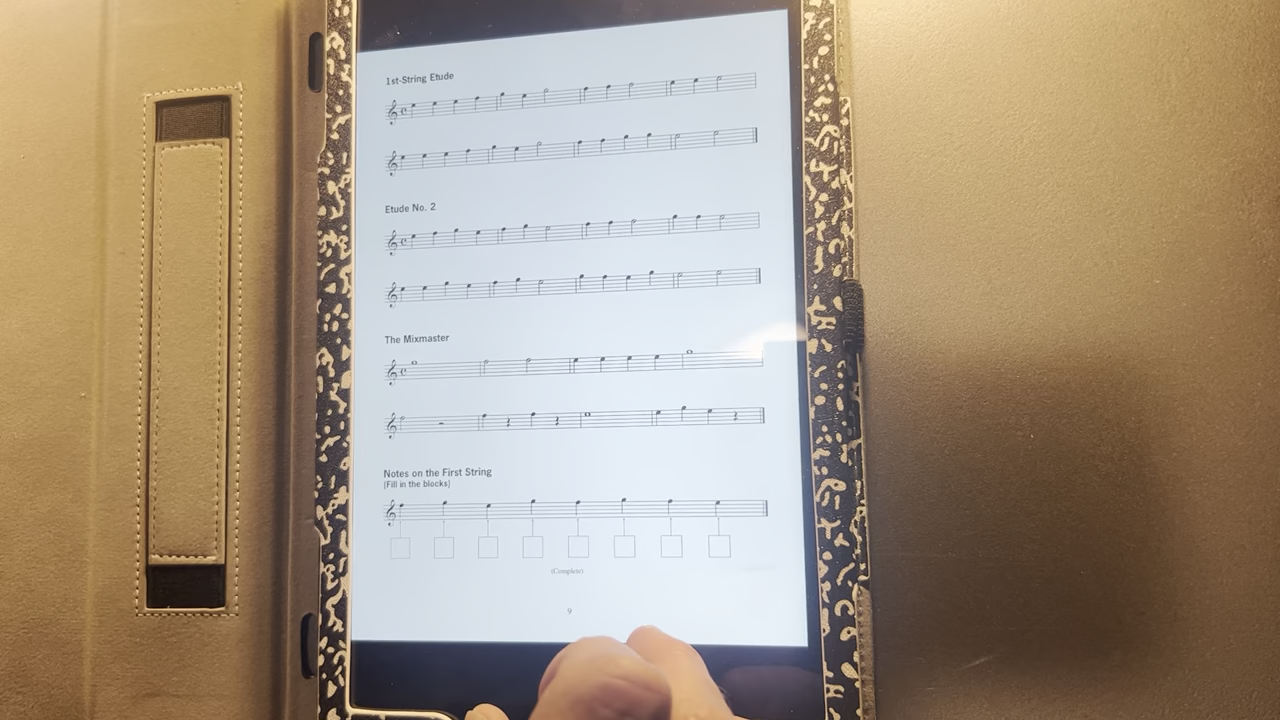 1st-String Etude
Etude No. 2
The Mixmaster
Notes on the First String
[Fill in the blocks]
(Complete)
9